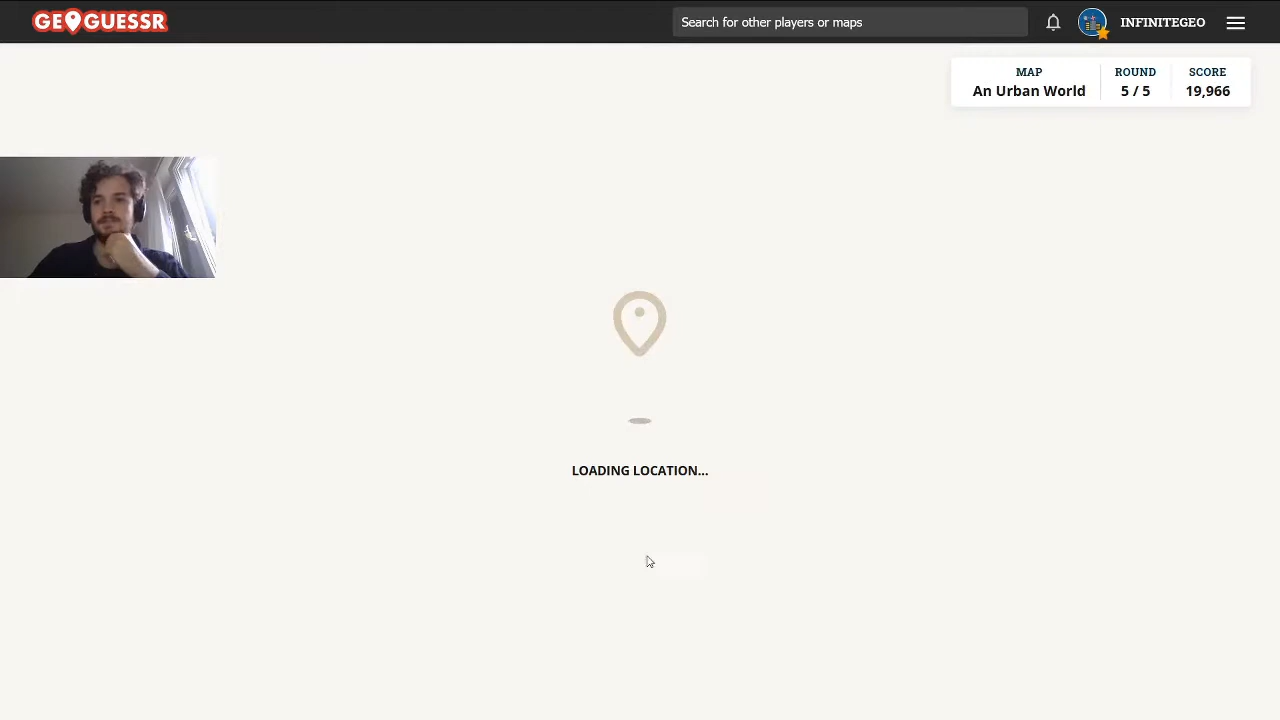 GEOGUESSR
Search for other players or maps
INFINITEGEO
MAP
An Urban World
ROUND
5 / 5
SCORE
19,966
LOADING LOCATION...